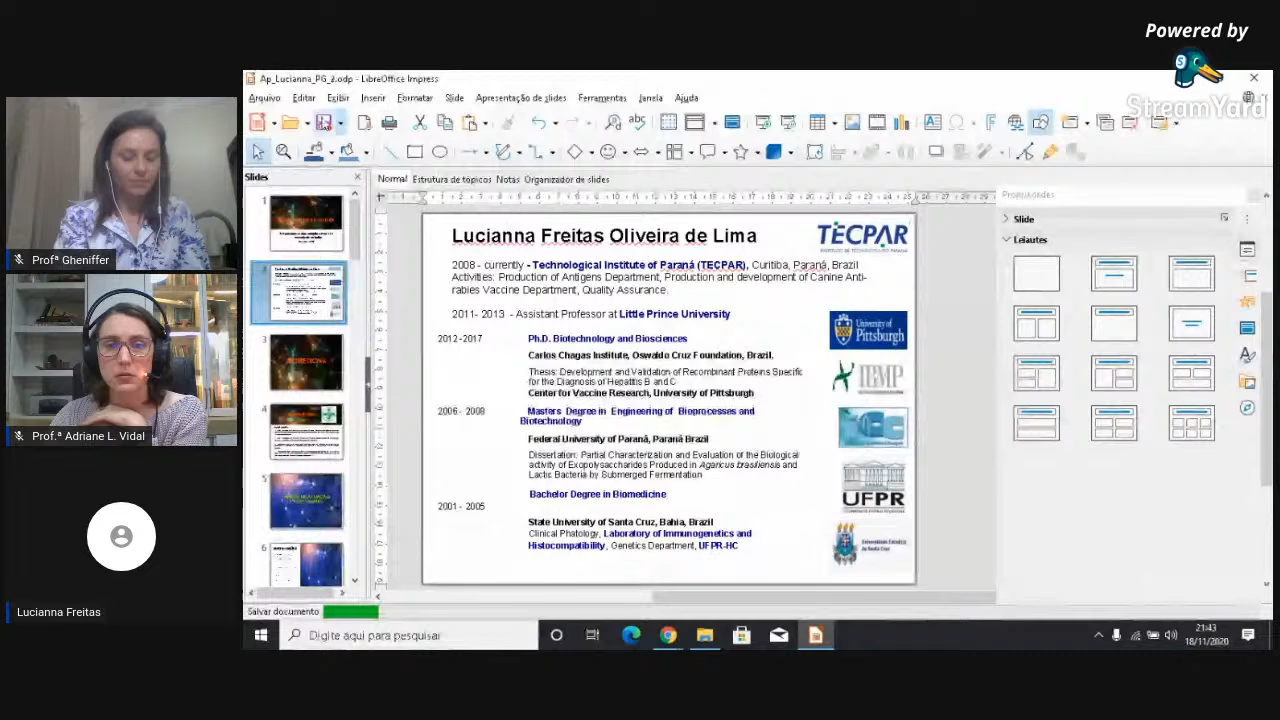 Powered by
StreamYard
Ap_Lucianna_PG_2.odp - LibreOffice Impress
Arquivo Editar Exibir Inserir Formatar Slide Apresentação de slides Ferramentas Janela Ajuda
Slides
Normal Estrutura de tópicos Notas Organizador de slides
Propriedades
Slide
Leiautes
1
3
BIOMEDICINA
4
5
6
Lucianna Freitas Oliveira de Lima
TECPAR
2008 - currently - Technological Institute of Paraná (TECPAR), Curitiba, Paraná, Brazil
Activities: Production of Antigens Department, Production and development of Canine Anti-
rabies Vaccine Department, Quality Assurance.
2011- 2013 - Assistant Professor at Little Prince University
University of
Pittsburgh
2012-2017 Ph.D. Biotechnology and Biosciences
Carlos Chagas Institute, Oswaldo Cruz Foundation, Brazil.
Thesis: Development and Validation of Recombinant Proteins Specific
for the Diagnosis of Hepatitis B and C
Center for Vaccine Research, University of Pittsburgh
IBMP
2006 - 2008 Masters Degree in Engineering of Bioprocesses and
Biotechnology
Federal University of Paraná, Paraná Brazil
Dissertation: Partial Characterization and Evaluation of the Biological
activity of Exopolysaccharides Produced in Agaricus brasiliensis and
Lactic Bacteria by Submerged Fermentation
UFPR
Bachelor Degree in Biomedicine
2001 - 2005
State University of Santa Cruz, Bahia, Brazil
Clinical Phatology, Laboratory of Immunogenetics and
Histocompatibility, Genetics Department, UFPR-HC
Salvar documento
Digite aqui para pesquisar
21:43
18/11/2020
Profª Gheniffer
Prof.ª Adriane L. Vidal
Lucianna Freitas